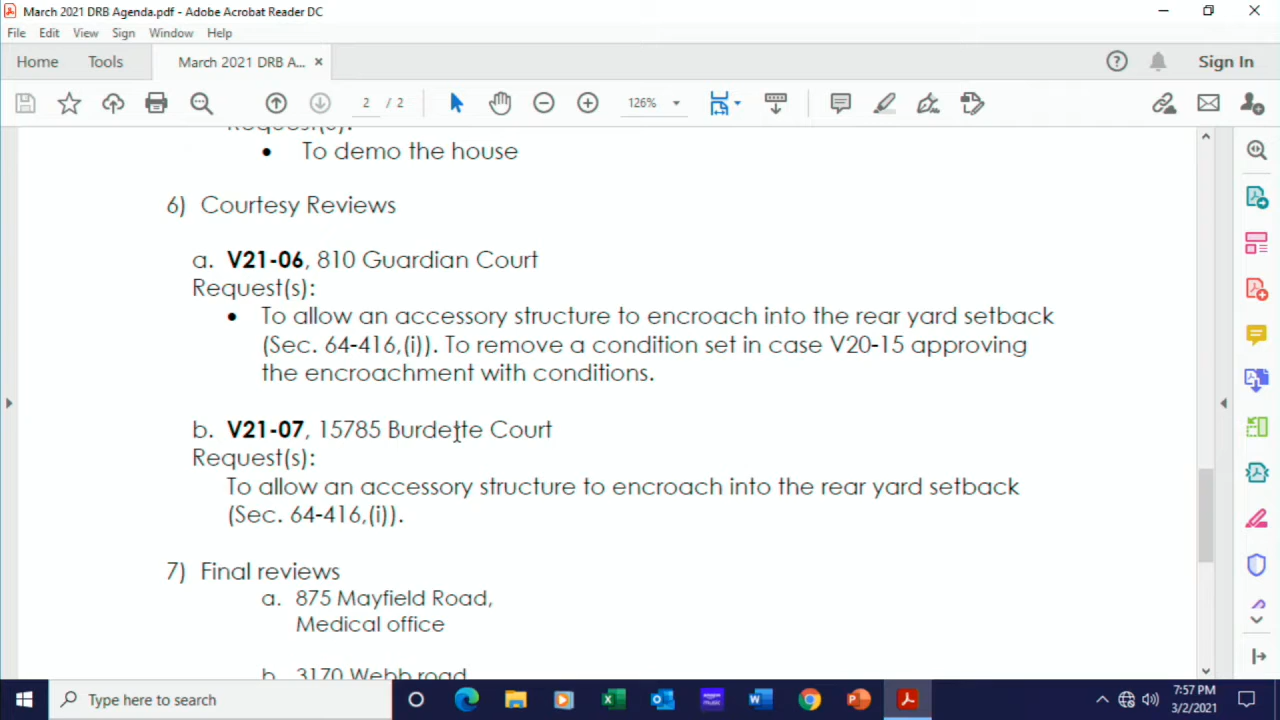 March 2021 DRB Agenda.pdf - Adobe Acrobat Reader DC
File Edit View Sign Window Help
Home Tools March 2021 DRB A... × Sign In
2 / 2 126%
Request(s):
• To demo the house
6) Courtesy Reviews
a. V21-06, 810 Guardian Court
Request(s):
• To allow an accessory structure to encroach into the rear yard setback
(Sec. 64-416,(i)). To remove a condition set in case V20-15 approving
the encroachment with conditions.
b. V21-07, 15785 Burdette Court
Request(s):
To allow an accessory structure to encroach into the rear yard setback
(Sec. 64-416,(i)).
7) Final reviews
a. 875 Mayfield Road,
Medical office
b. 3170 Webb road
Type here to search
7:57 PM
3/2/2021